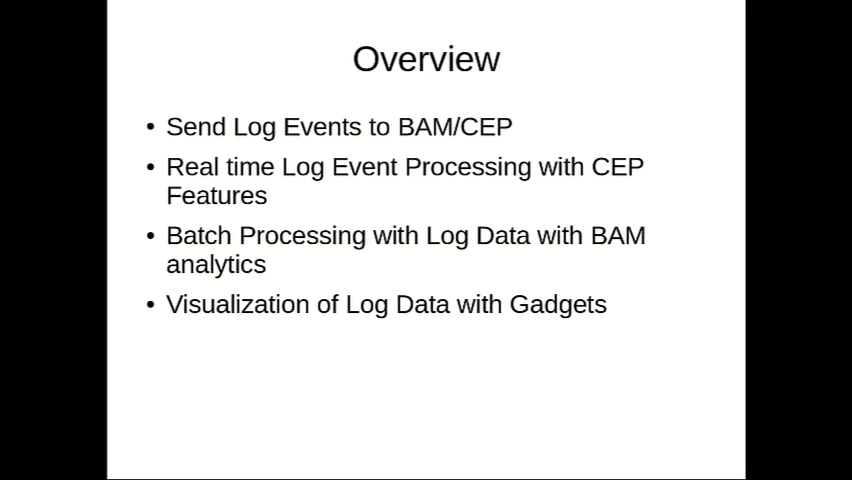 Overview
• Send Log Events to BAM/CEP
• Real time Log Event Processing with CEP
Features
• Batch Processing with Log Data with BAM
analytics
• Visualization of Log Data with Gadgets